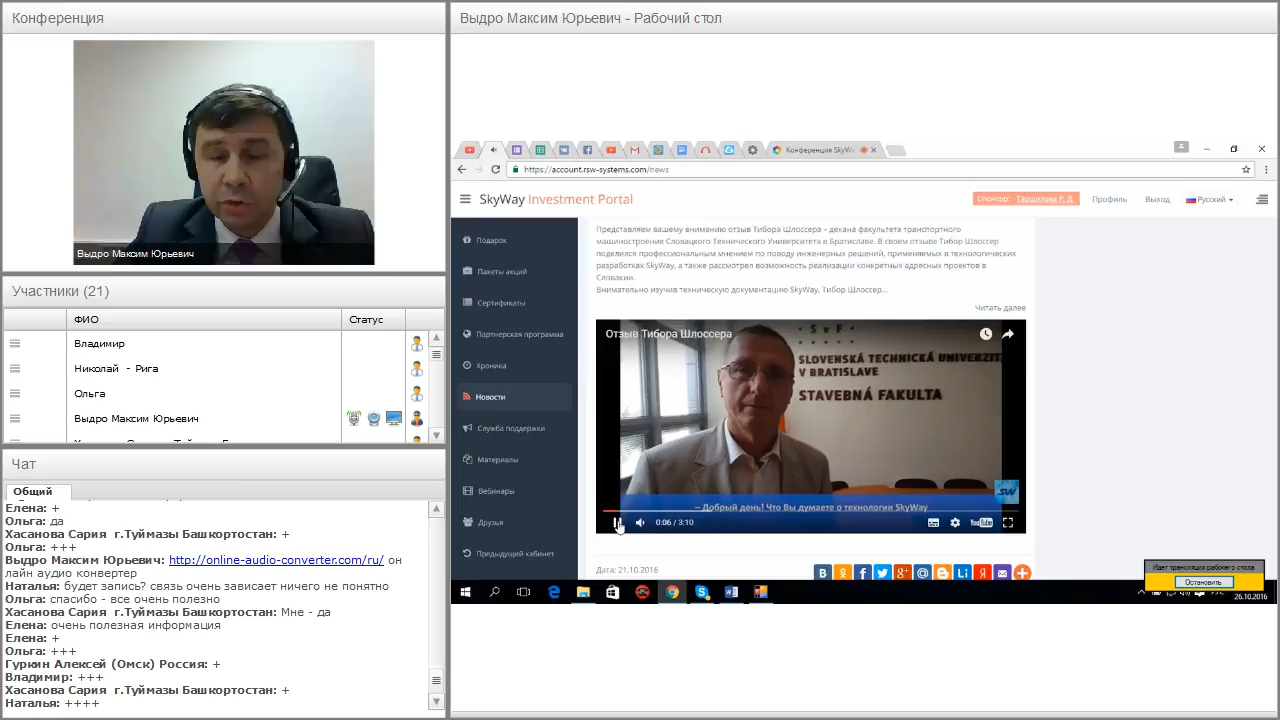 Конференция
Выдро Максим Юрьевич
Участники (21)
ФИО
Статус
Владимир
Николай - Рига
Ольга
Выдро Максим Юрьевич
Чат
Общий
Елена: +
Ольга: да
Хасанова Сария г.Туймазы Башкортостан: +
Ольга: +++
Выдро Максим Юрьевич: http://online-audio-converter.com/ru/ он
лайн аудио конвертер
Наталья: будет запись? связь очень зависает ничего не понятно
Ольга: спассибо - все очень полезно
Хасанова Сария г.Туймазы Башкортостан: Мне - да
Елена: очень полезная информация
Елена: +
Ольга: +++
Гуркин Алексей (Омск) Россия: +
Владимир: +++
Хасанова Сария г.Туймазы Башкортостан: +
Наталья: ++++
Выдро Максим Юрьевич - Рабочий стол
Конференция SkyWa
https://account.rsw-systems.com/news
SkyWay Investment Portal
Спонсор: Таршилова Р. Д.
Профиль
Выход
Русский
Подарок
Пакеты акций
Сертификаты
Партнерская программа
Хроника
Новости
Служба поддержки
Материалы
Вебинары
Друзья
Предыдущий кабинет
Представляем вашему вниманию отзыв Тибора Шлоссера – декана факультета транспортного
машиностроения Словацкого Технического Университета в Братиславе. В своем отзыве Тибор Шлоссер
поделился профессиональным мнением по поводу инженерных решений, применяемых в технологических
разработках SkyWay, а также рассмотрел возможность реализации конкретных адресных проектов в
Словакии.
Внимательно изучив техническую документацию SkyWay, Тибор Шлоссер...
Читать далее
Отзыв Тибора Шлоссера
SvF
SLOVENSKÁ TECHNICKÁ UNIVERZIT
V BRATISLAVE
STAVEBNÁ FAKULTA
SW
– Добрый день! Что Вы думаете о технологии SkyWay
0:06 / 3:10
YouTube
Дата: 21.10.2016
Идет трансляция рабочего стола
Остановить
26.10.2016